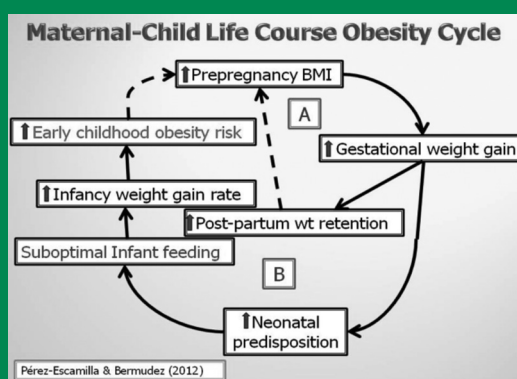 Maternal-Child Life Course Obesity Cycle
⬆Prepregnancy BMI
A
⬆Early childhood obesity risk
⬆Gestational weight gain
⬆Infancy weight gain rate
⬆Post-partum wt retention
Suboptimal Infant feeding
B
⬆Neonatal
predisposition
Pérez-Escamilla & Bermudez (2012)